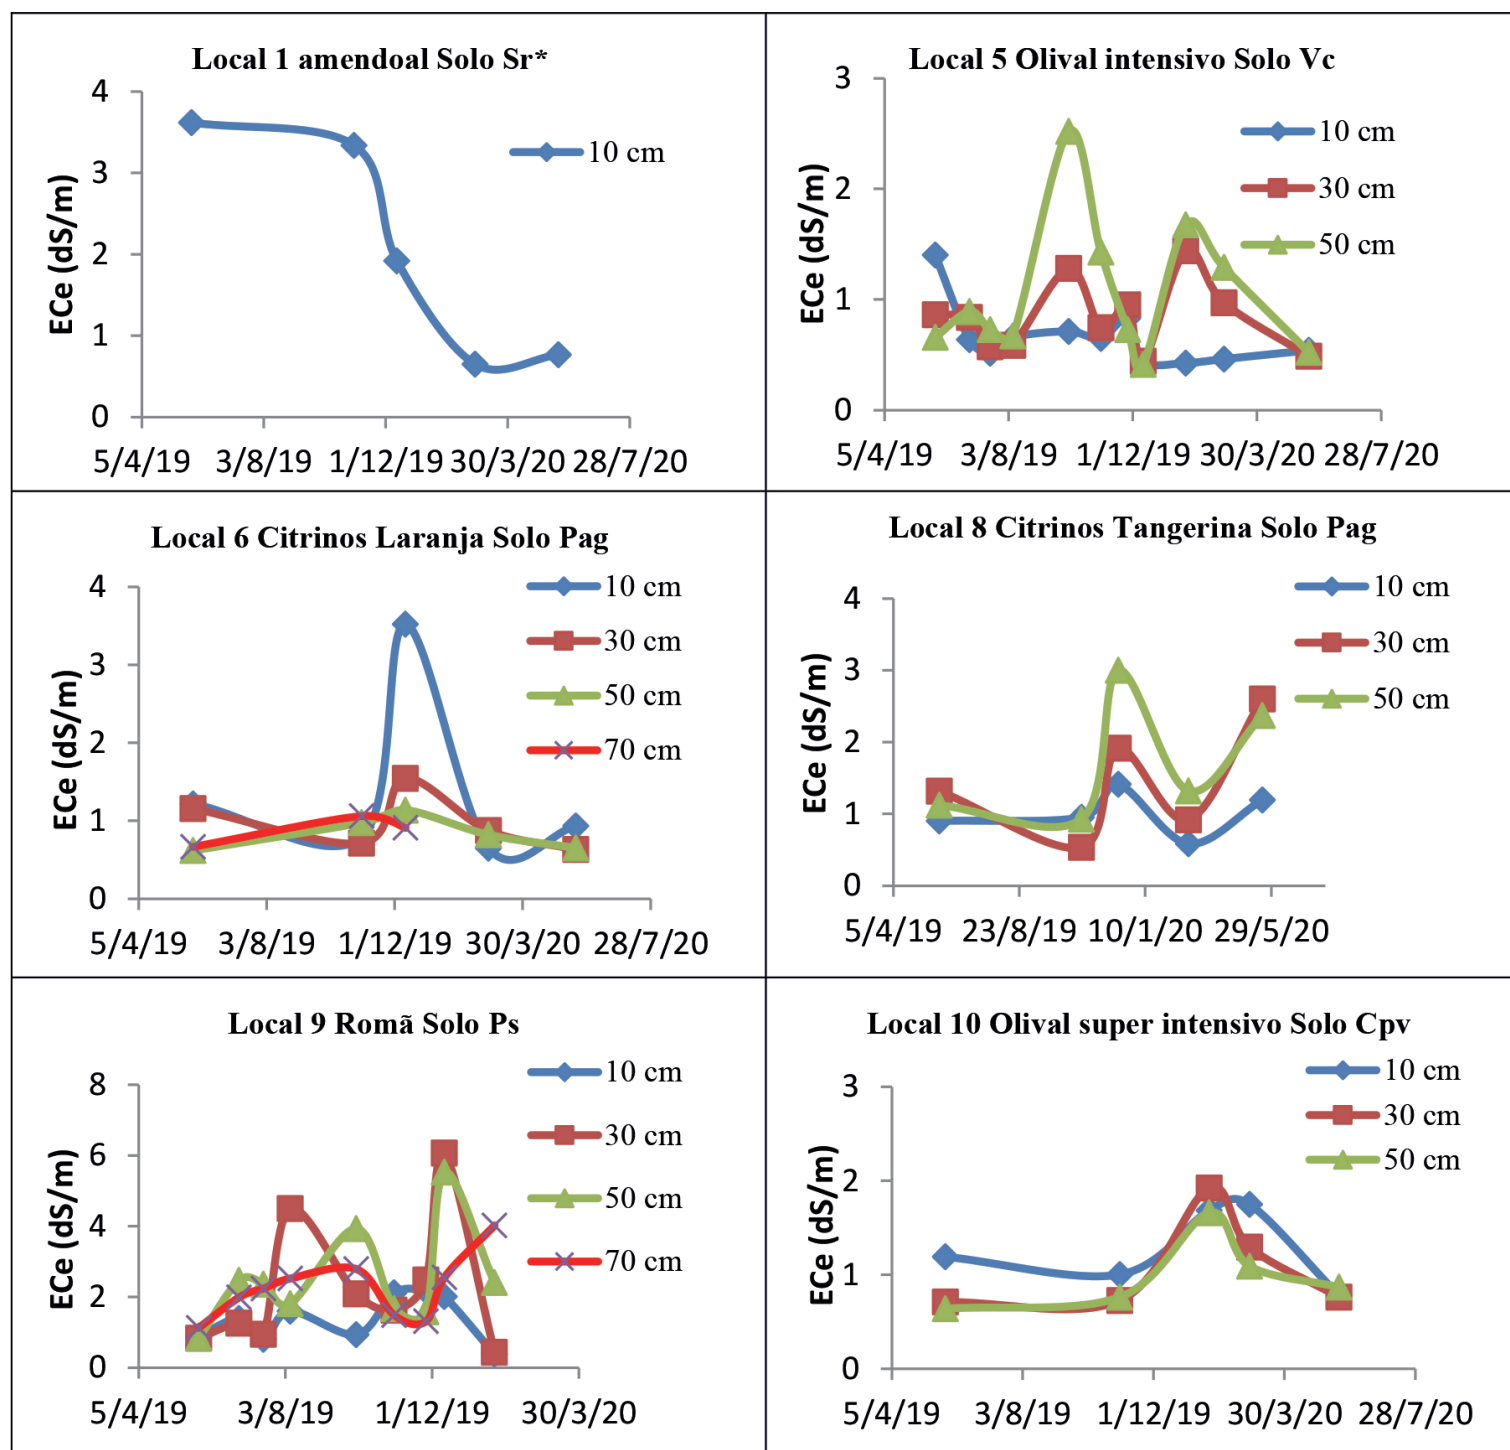 Local 1 amendoal Solo Sr*
ECe (dS/m)
4
3
2
1
0
5/4/19 3/8/19 1/12/19 30/3/20 28/7/20
10 cm
Local 5 Olival intensivo Solo Vc
ECe (dS/m)
3
2
1
0
5/4/19 3/8/19 1/12/19 30/3/20 28/7/20
10 cm
30 cm
50 cm
Local 6 Citrinos Laranja Solo Pag
ECe (dS/m)
4
3
2
1
0
5/4/19 3/8/19 1/12/19 30/3/20 28/7/20
10 cm
30 cm
50 cm
70 cm
Local 8 Citrinos Tangerina Solo Pag
ECe (dS/m)
4
3
2
1
0
5/4/19 23/8/19 10/1/20 29/5/20
10 cm
30 cm
50 cm
Local 9 Romã Solo Ps
ECe (dS/m)
8
6
4
2
0
5/4/19 3/8/19 1/12/19 30/3/20
10 cm
30 cm
50 cm
70 cm
Local 10 Olival super intensivo Solo Cpv
ECe (dS/m)
3
2
1
0
5/4/19 3/8/19 1/12/19 30/3/20 28/7/20
10 cm
30 cm
50 cm